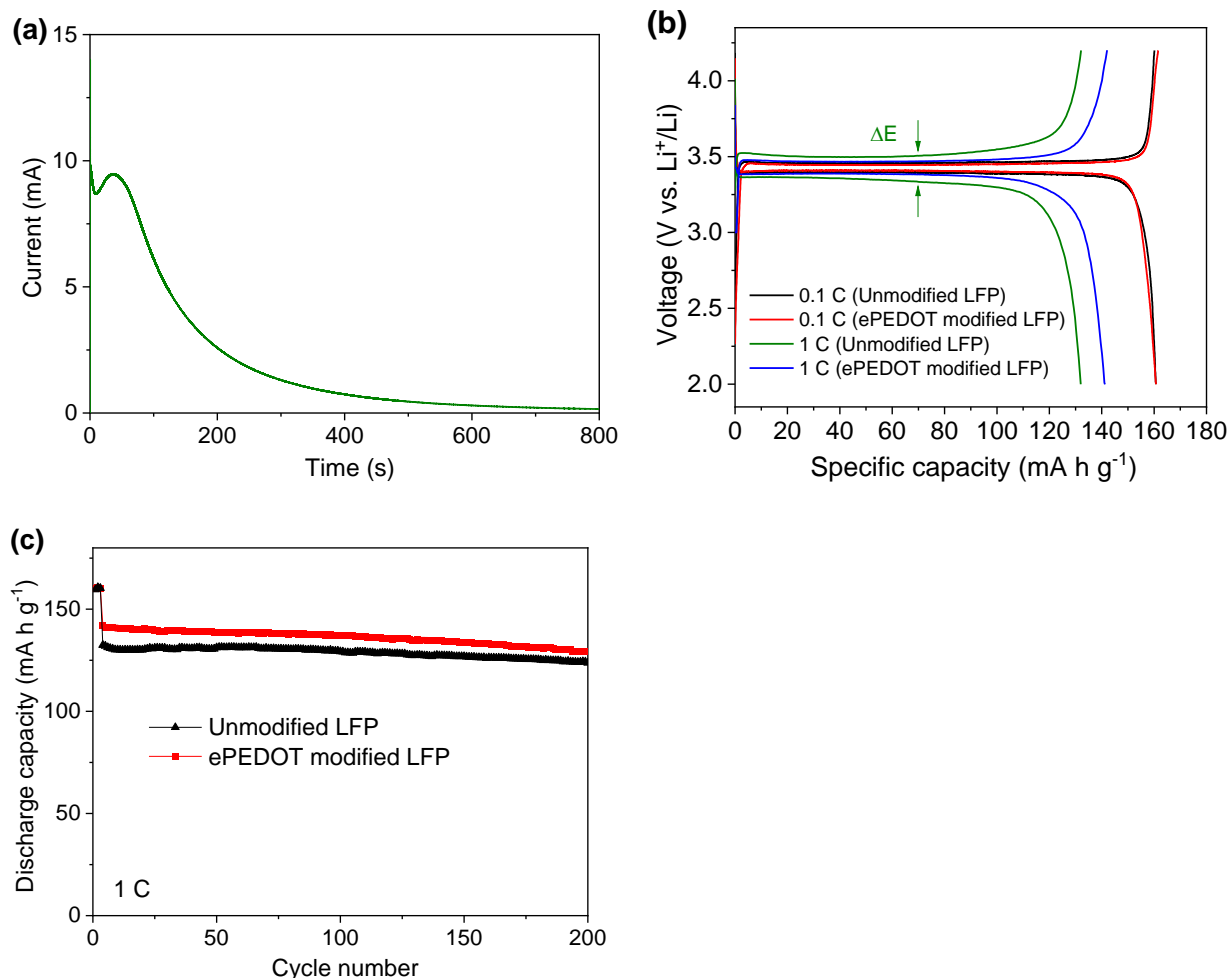 (a)
15
10
5
0
Current (mA)
0 200 400 600 800
Time (s)
(b)
4.0
3.5
3.0
2.5
2.0
Voltage (V vs. Li⁺/Li)
ΔE
0.1 C (Unmodified LFP)
0.1 C (ePEDOT modified LFP)
1 C (Unmodified LFP)
1 C (ePEDOT modified LFP)
0 20 40 60 80 100 120 140 160 180
Specific capacity (mA h g⁻¹)
(c)
150
100
50
0
Discharge capacity (mA h g⁻¹)
Unmodified LFP
ePEDOT modified LFP
1 C
0 50 100 150 200
Cycle number